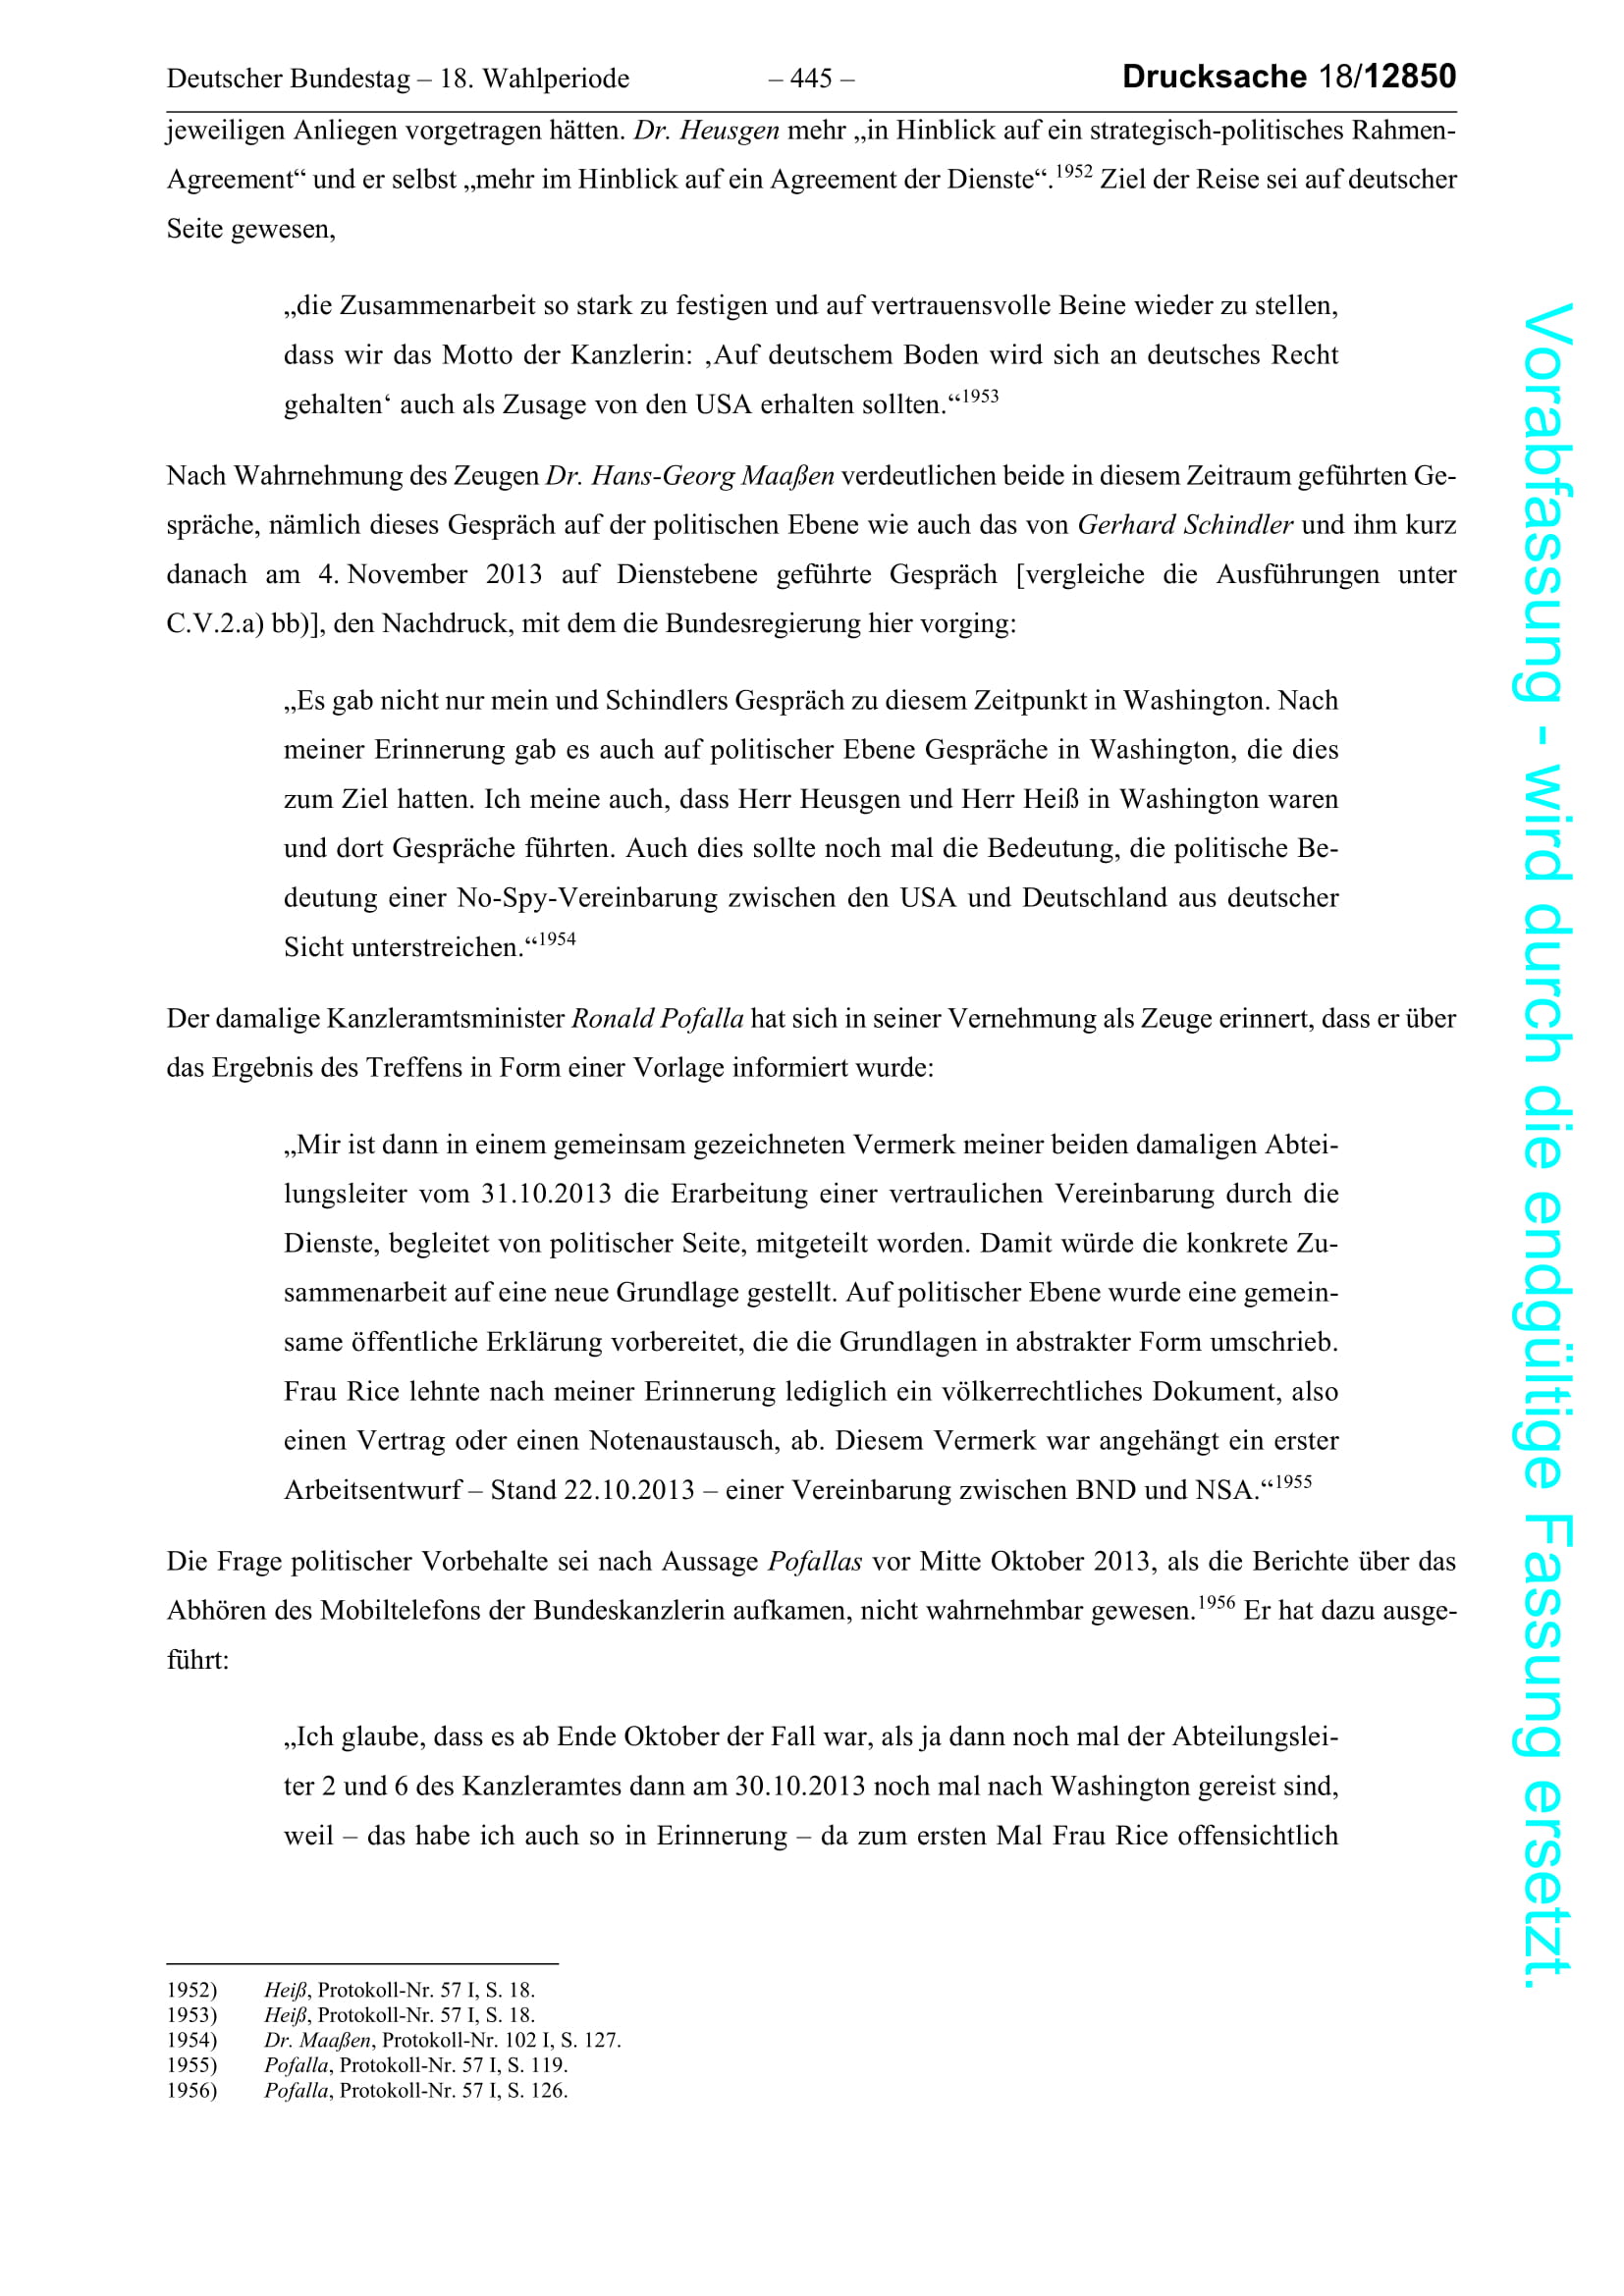 Deutscher Bundestag – 18. Wahlperiode – 445 – Drucksache 18/12850
jeweiligen Anliegen vorgetragen hätten. Dr. Heusgen mehr „in Hinblick auf ein strategisch-politisches Rahmen-
Agreement“ und er selbst „mehr im Hinblick auf ein Agreement der Dienste“.1952 Ziel der Reise sei auf deutscher
Seite gewesen,
„die Zusammenarbeit so stark zu festigen und auf vertrauensvolle Beine wieder zu stellen,
dass wir das Motto der Kanzlerin: ‚Auf deutschem Boden wird sich an deutsches Recht
gehalten‘ auch als Zusage von den USA erhalten sollten.“1953
Nach Wahrnehmung des Zeugen Dr. Hans-Georg Maaßen verdeutlichen beide in diesem Zeitraum geführten Ge-
spräche, nämlich dieses Gespräch auf der politischen Ebene wie auch das von Gerhard Schindler und ihm kurz
danach am 4. November 2013 auf Dienstebene geführte Gespräch [vergleiche die Ausführungen unter
C.V.2.a) bb)], den Nachdruck, mit dem die Bundesregierung hier vorging:
„Es gab nicht nur mein und Schindlers Gespräch zu diesem Zeitpunkt in Washington. Nach
meiner Erinnerung gab es auch auf politischer Ebene Gespräche in Washington, die dies
zum Ziel hatten. Ich meine auch, dass Herr Heusgen und Herr Heiß in Washington waren
und dort Gespräche führten. Auch dies sollte noch mal die Bedeutung, die politische Be-
deutung einer No-Spy-Vereinbarung zwischen den USA und Deutschland aus deutscher
Sicht unterstreichen.“1954
Der damalige Kanzleramtsminister Ronald Pofalla hat sich in seiner Vernehmung als Zeuge erinnert, dass er über
das Ergebnis des Treffens in Form einer Vorlage informiert wurde:
„Mir ist dann in einem gemeinsam gezeichneten Vermerk meiner beiden damaligen Abtei-
lungsleiter vom 31.10.2013 die Erarbeitung einer vertraulichen Vereinbarung durch die
Dienste, begleitet von politischer Seite, mitgeteilt worden. Damit würde die konkrete Zu-
sammenarbeit auf eine neue Grundlage gestellt. Auf politischer Ebene wurde eine gemein-
same öffentliche Erklärung vorbereitet, die die Grundlagen in abstrakter Form umschrieb.
Frau Rice lehnte nach meiner Erinnerung lediglich ein völkerrechtliches Dokument, also
einen Vertrag oder einen Notenaustausch, ab. Diesem Vermerk war angehängt ein erster
Arbeitsentwurf – Stand 22.10.2013 – einer Vereinbarung zwischen BND und NSA.“1955
Die Frage politischer Vorbehalte sei nach Aussage Pofallas vor Mitte Oktober 2013, als die Berichte über das
Abhören des Mobiltelefons der Bundeskanzlerin aufkamen, nicht wahrnehmbar gewesen.1956 Er hat dazu ausge-
führt:
„Ich glaube, dass es ab Ende Oktober der Fall war, als ja dann noch mal der Abteilungslei-
ter 2 und 6 des Kanzleramtes dann am 30.10.2013 noch mal nach Washington gereist sind,
weil – das habe ich auch so in Erinnerung – da zum ersten Mal Frau Rice offensichtlich
1952) Heiß, Protokoll-Nr. 57 I, S. 18.
1953) Heiß, Protokoll-Nr. 57 I, S. 18.
1954) Dr. Maaßen, Protokoll-Nr. 102 I, S. 127.
1955) Pofalla, Protokoll-Nr. 57 I, S. 119.
1956) Pofalla, Protokoll-Nr. 57 I, S. 126.
Vorabfassung - wird durch die endgültige Fassung ersetzt.